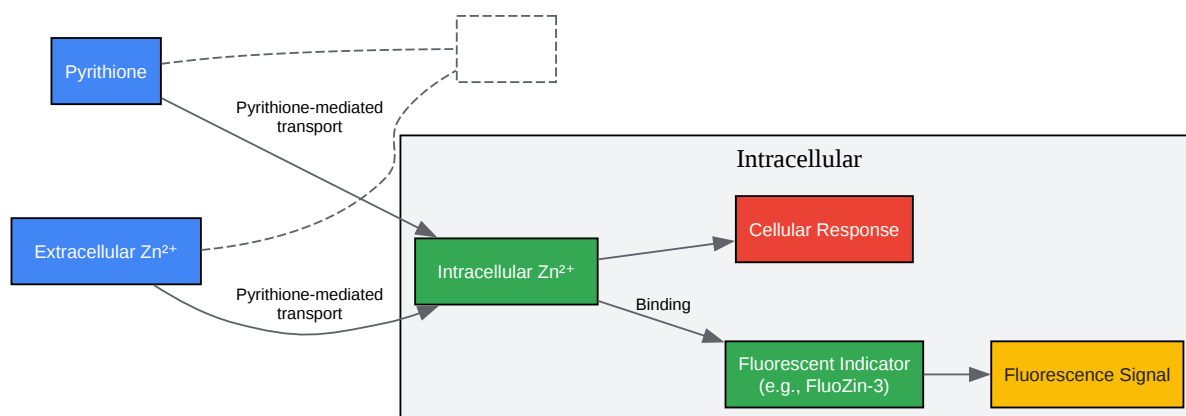 Pyrithione
Pyrithione-mediated
transport
Intracellular
Extracellular Zn²⁺
Cellular Response
Intracellular Zn²⁺
Pyrithione-mediated
transport
Binding
Fluorescent Indicator
(e.g., FluoZin-3)
Fluorescence Signal